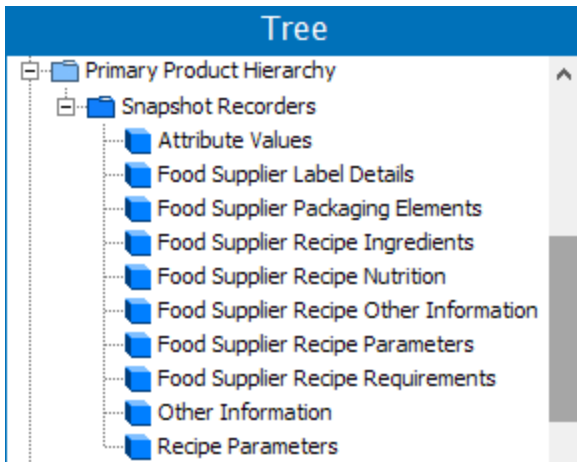 Tree
Primary Product Hierarchy
Snapshot Recorders
Attribute Values
Food Supplier Label Details
Food Supplier Packaging Elements
Food Supplier Recipe Ingredients
Food Supplier Recipe Nutrition
Food Supplier Recipe Other Information
Food Supplier Recipe Parameters
Food Supplier Recipe Requirements
Other Information
Recipe Parameters